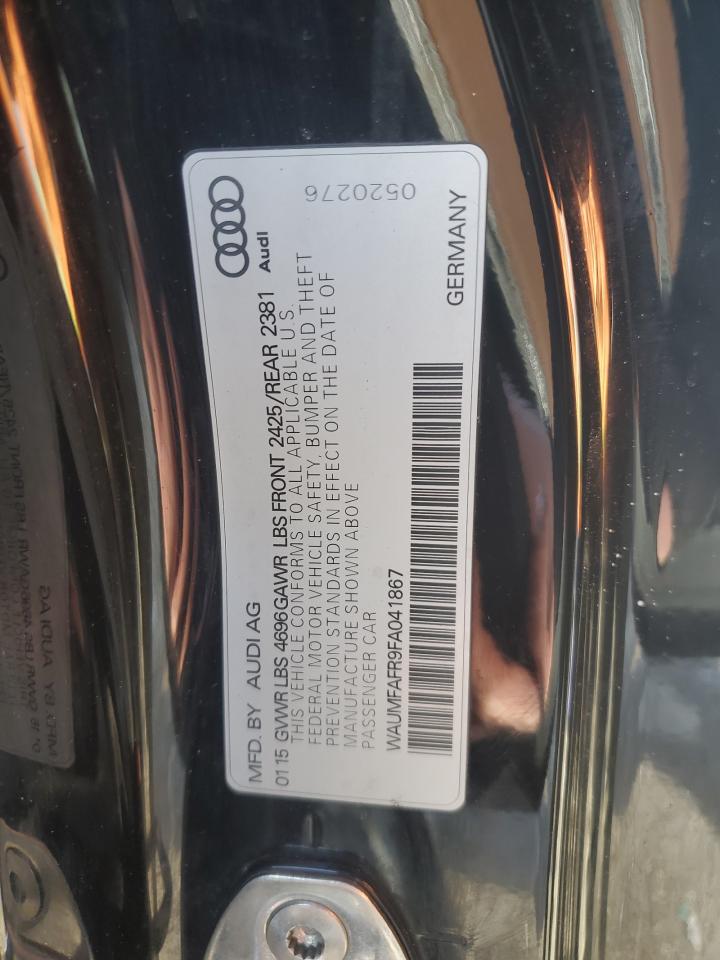 MFD. BY AUDI AG
Audi
0115 GVWR LBS 4696 GAWR LBS FRONT 2425/REAR 2381
THIS VEHICLE CONFORMS TO ALL APPLICABLE U.S.
FEDERAL MOTOR VEHICLE SAFETY, BUMPER AND THEFT
PREVENTION STANDARDS IN EFFECT ON THE DATE OF
MANUFACTURE SHOWN ABOVE
PASSENGER CAR
0520276
WAUMFAFR9FA041867
GERMANY